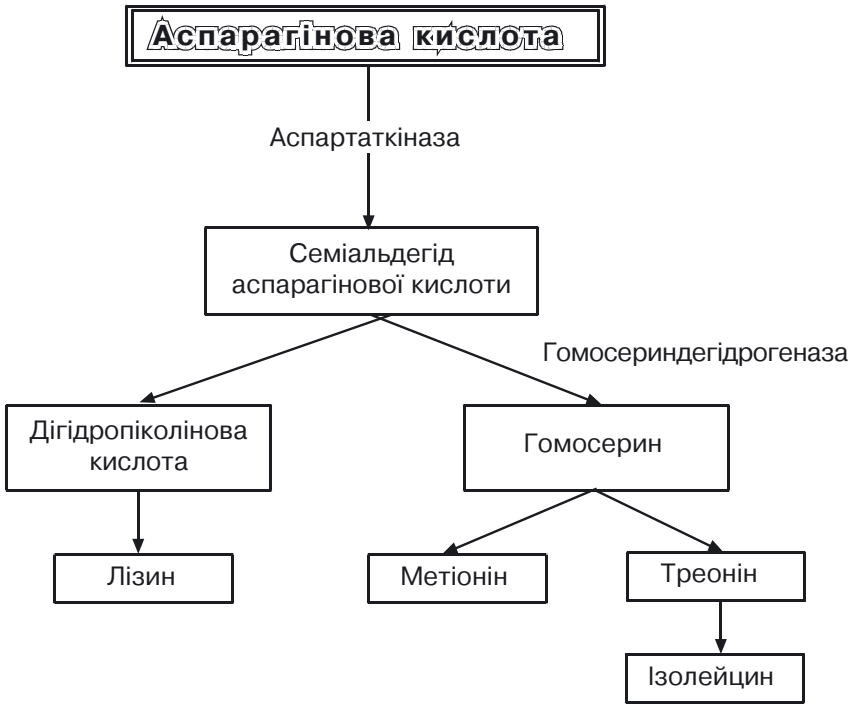 Аспарагінова кислота
Аспартаткіназа
Семіальдегід
аспарагінової кислоти
Гомосериндегідрогеназа
Дігідропіколінова
кислота
Гомосерин
Лізин
Метіонін
Треонін
Ізолейцин